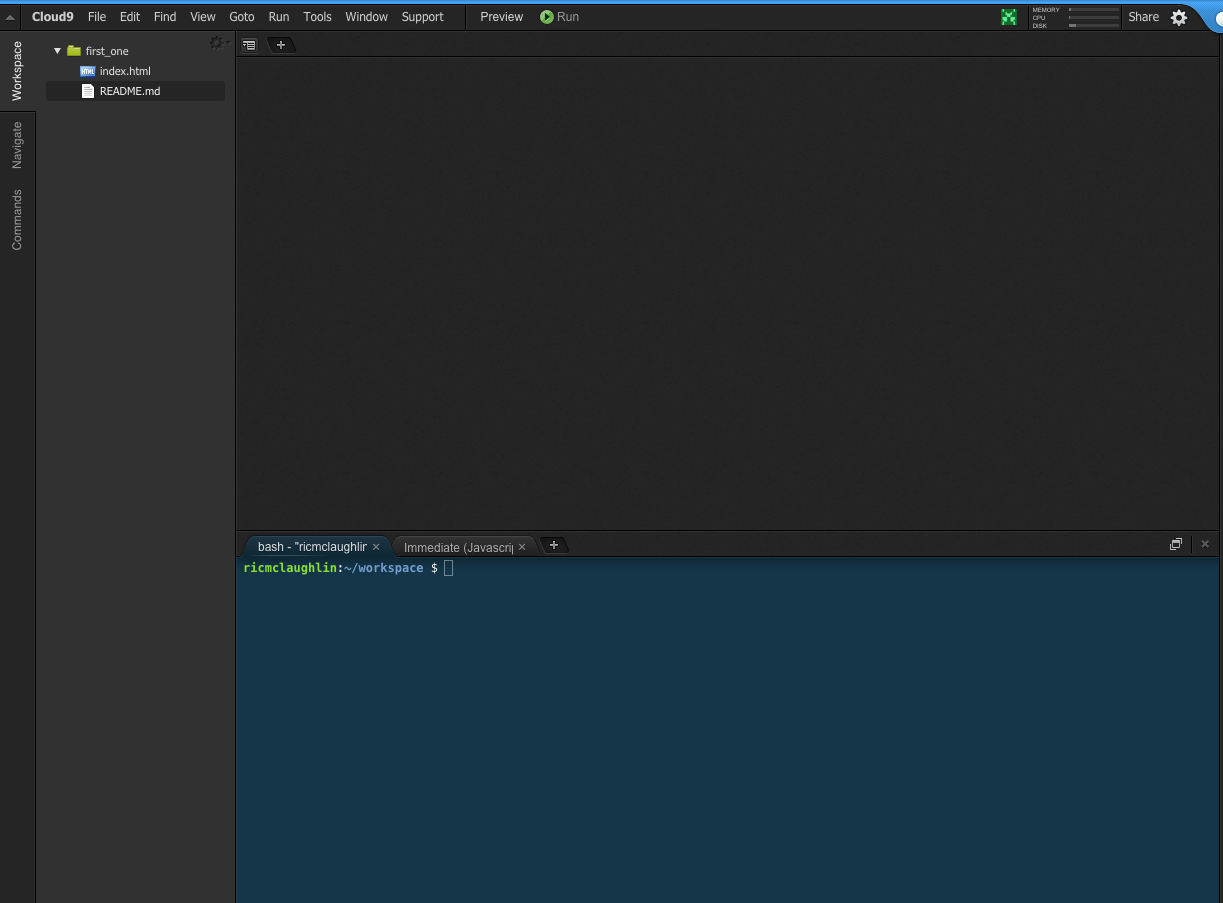 Cloud9 File Edit Find View Goto Run Tools Window Support Preview Run MEMORY CPU DISK Share
Workspace
Navigate
Commands
first_one
HTML index.html
README.md
bash - "ricmclaughlin Immediate (Javascrip
ricmclaughlin:~/workspace $